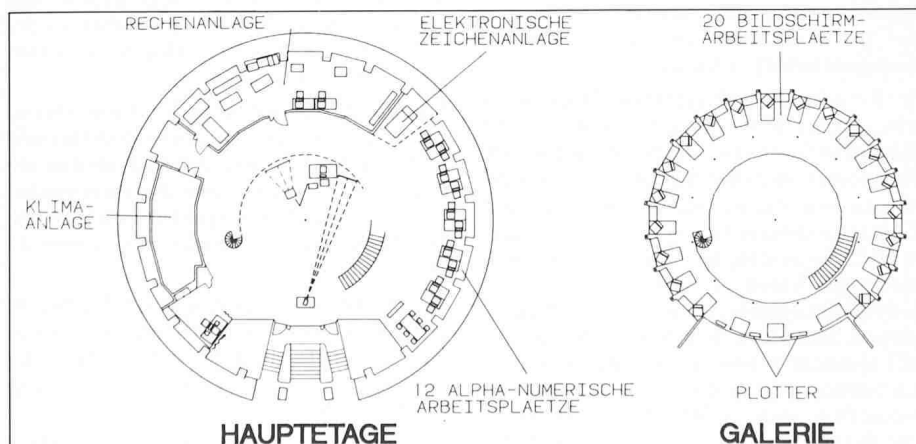 RECHENANLAGE
ELEKTRONISCHE
ZEICHENANLAGE
20 BILDSCHIRM-
ARBEITSPLAETZE
KLIMA-
ANLAGE
12 ALPHA-NUMERISCHE
ARBEITSPLAETZE
PLOTTER
HAUPTETAGE
GALERIE